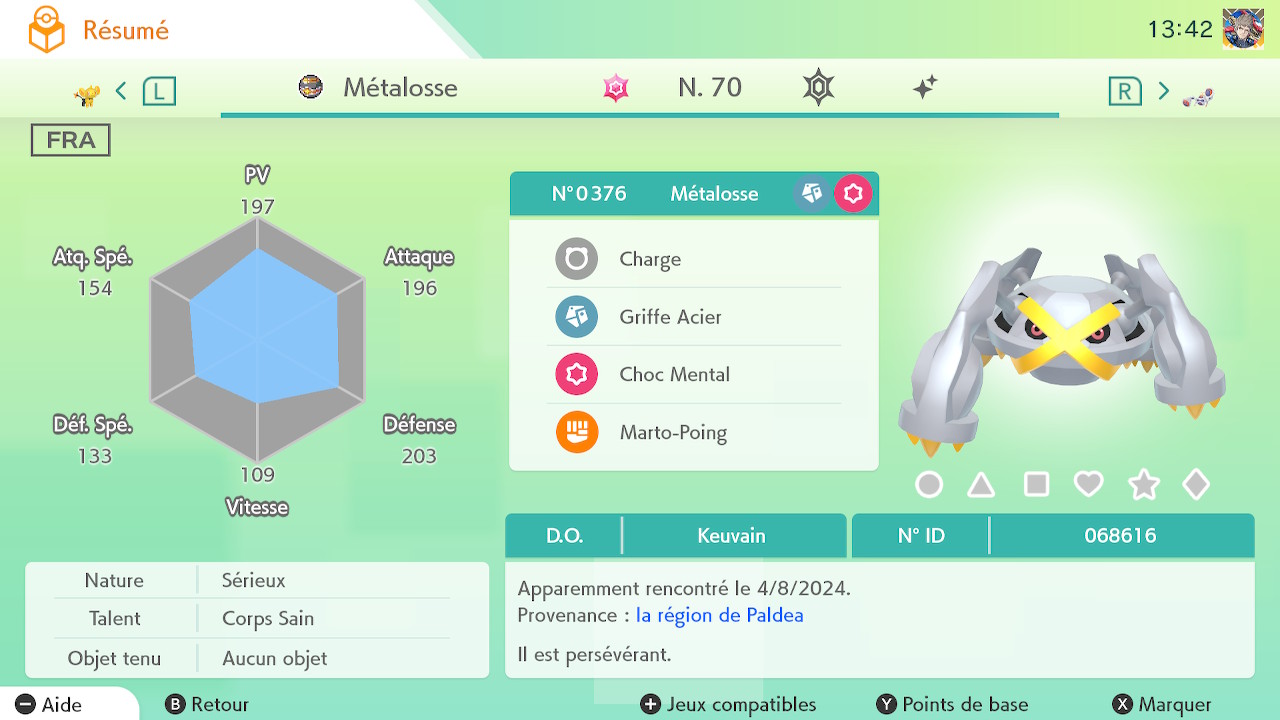 Résumé
13:42
L
Métalosse
N. 70
R
FRA
PV
197
Atq. Spé.
154
Attaque
196
Déf. Spé.
133
Défense
203
109
Vitesse
N° 0376 Métalosse
Charge
Griffe Acier
Choc Mental
Marto-Poing
D.O. Keuvain
N° ID 068616
Nature Sérieux
Talent Corps Sain
Objet tenu Aucun objet
Apparemment rencontré le 4/8/2024.
Provenance : la région de Paldea
Il est persévérant.
Aide
B Retour
Jeux compatibles
Y Points de base
X Marquer